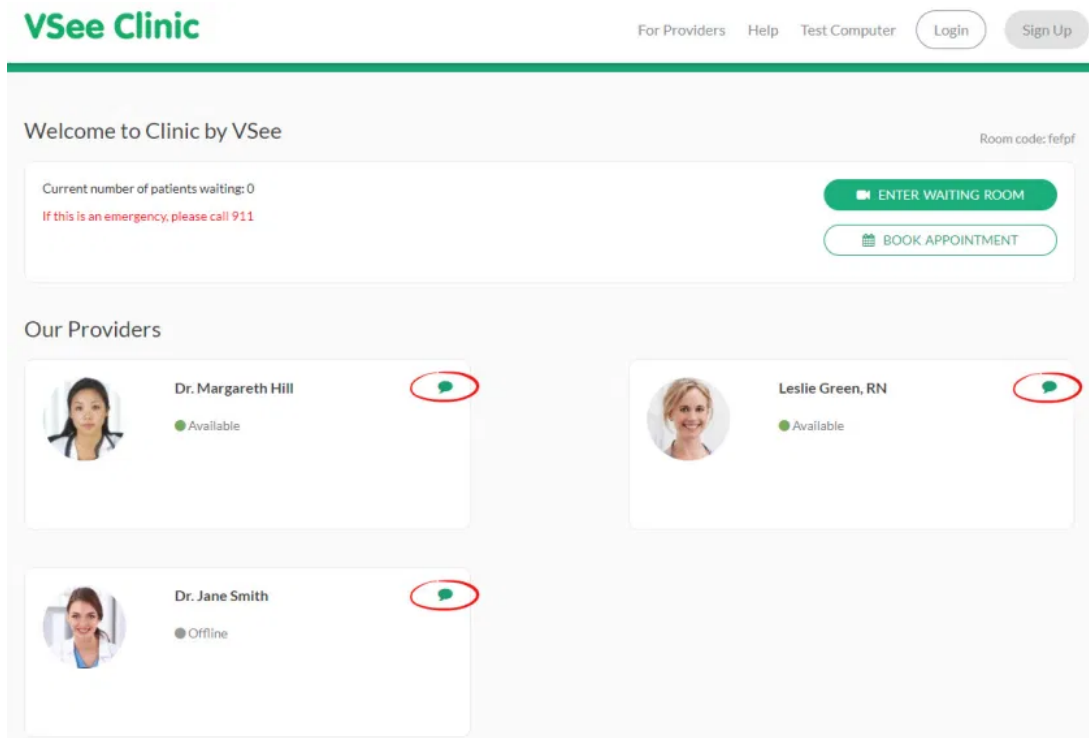 VSee Clinic
For Providers Help Test Computer Login Sign Up
Welcome to Clinic by VSee
Room code: fefpf
Current number of patients waiting: 0
If this is an emergency, please call 911
ENTER WAITING ROOM
BOOK APPOINTMENT
Our Providers
Dr. Margareth Hill
Available
Leslie Green, RN
Available
Dr. Jane Smith
Offline